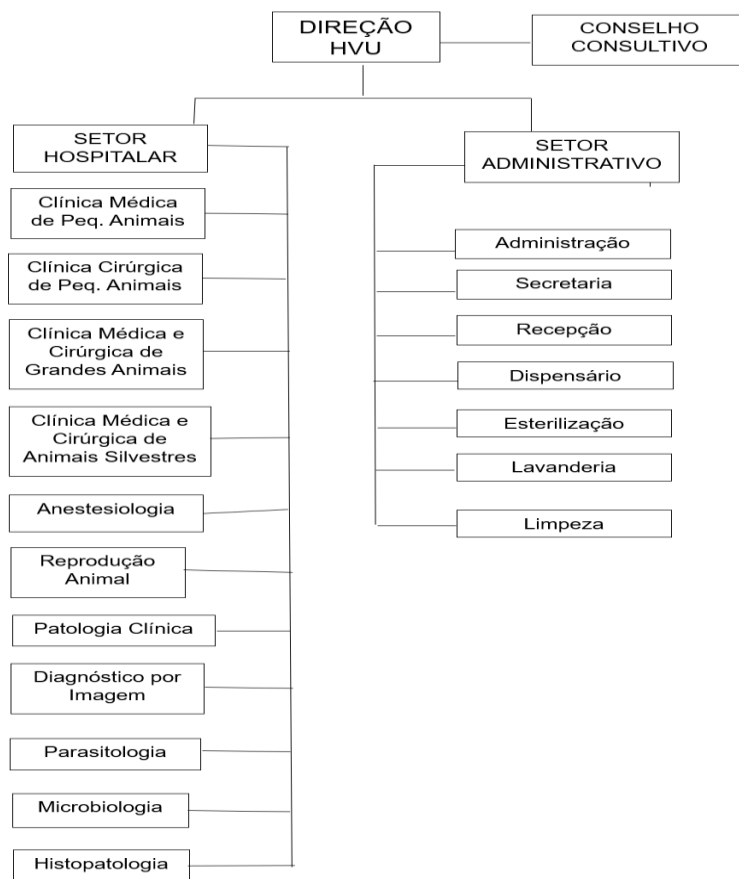 DIREÇÃO
HVU
CONSELHO
CONSULTIVO
SETOR
HOSPITALAR
Clínica Médica
de Peq. Animais
Clínica Cirúrgica
de Peq. Animais
Clínica Médica e
Cirúrgica de
Grandes Animais
Clínica Médica e
Cirúrgica de
Animais Silvestres
Anestesiologia
Reprodução
Animal
Patologia Clínica
Diagnóstico por
Imagem
Parasitologia
Microbiologia
Histopatologia
SETOR
ADMINISTRATIVO
Administração
Secretaria
Recepção
Dispensário
Esterilização
Lavanderia
Limpeza